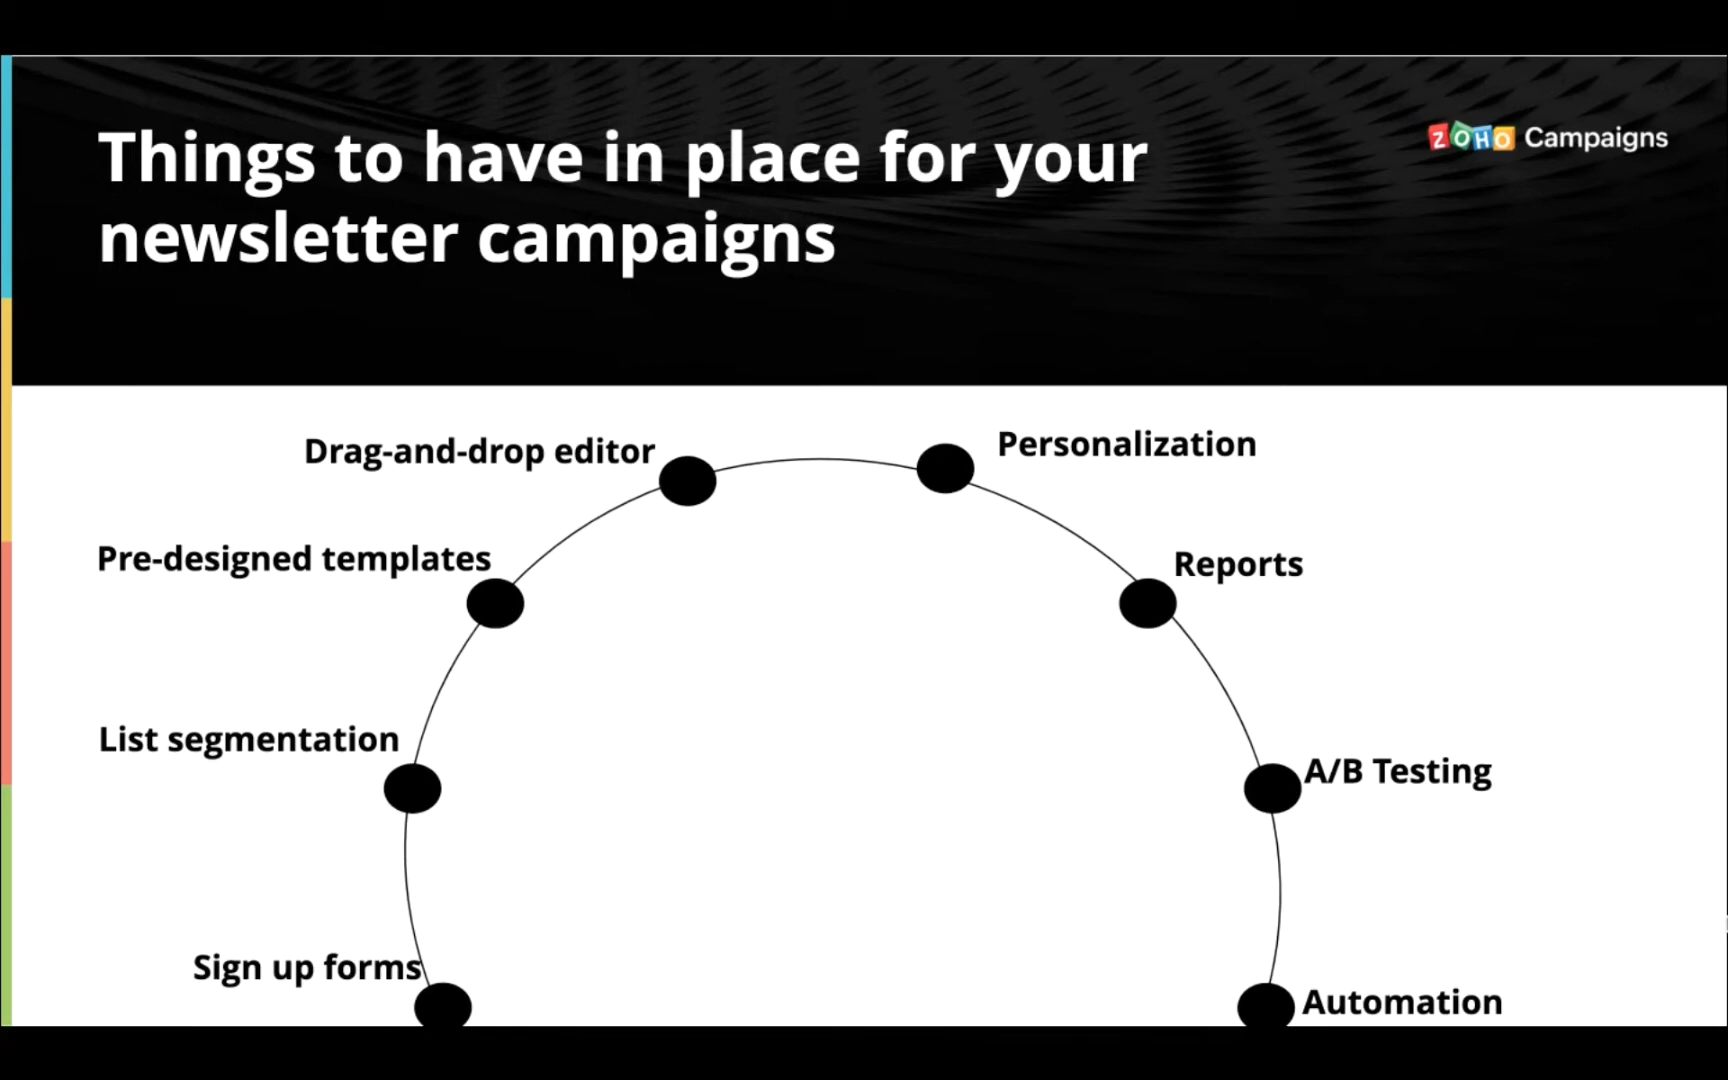 Things to have in place for your
newsletter campaigns
ZOHO Campaigns
Drag-and-drop editor
Personalization
Pre-designed templates
Reports
List segmentation
A/B Testing
Sign up forms
Automation